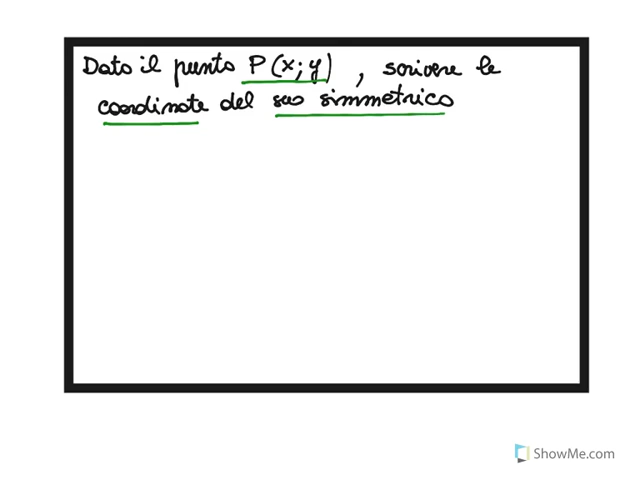 Dato il punto P(x; y), scrivere le
coordinate del suo simmetrico
ShowMe.com